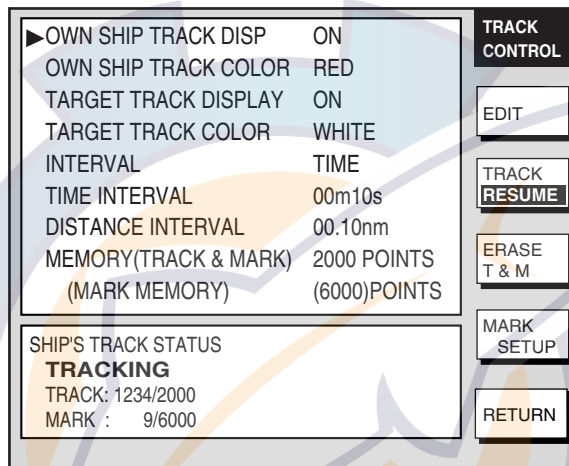 ▶OWN SHIP TRACK DISP ON
OWN SHIP TRACK COLOR RED
TARGET TRACK DISPLAY ON
TARGET TRACK COLOR WHITE
INTERVAL TIME
TIME INTERVAL 00m10s
DISTANCE INTERVAL 00.10nm
MEMORY(TRACK & MARK) 2000 POINTS
(MARK MEMORY) (6000)POINTS
SHIP'S TRACK STATUS
TRACKING
TRACK: 1234/2000
MARK : 9/6000
TRACK
CONTROL
EDIT
TRACK
RESUME
ERASE
T & M
MARK
SETUP
RETURN